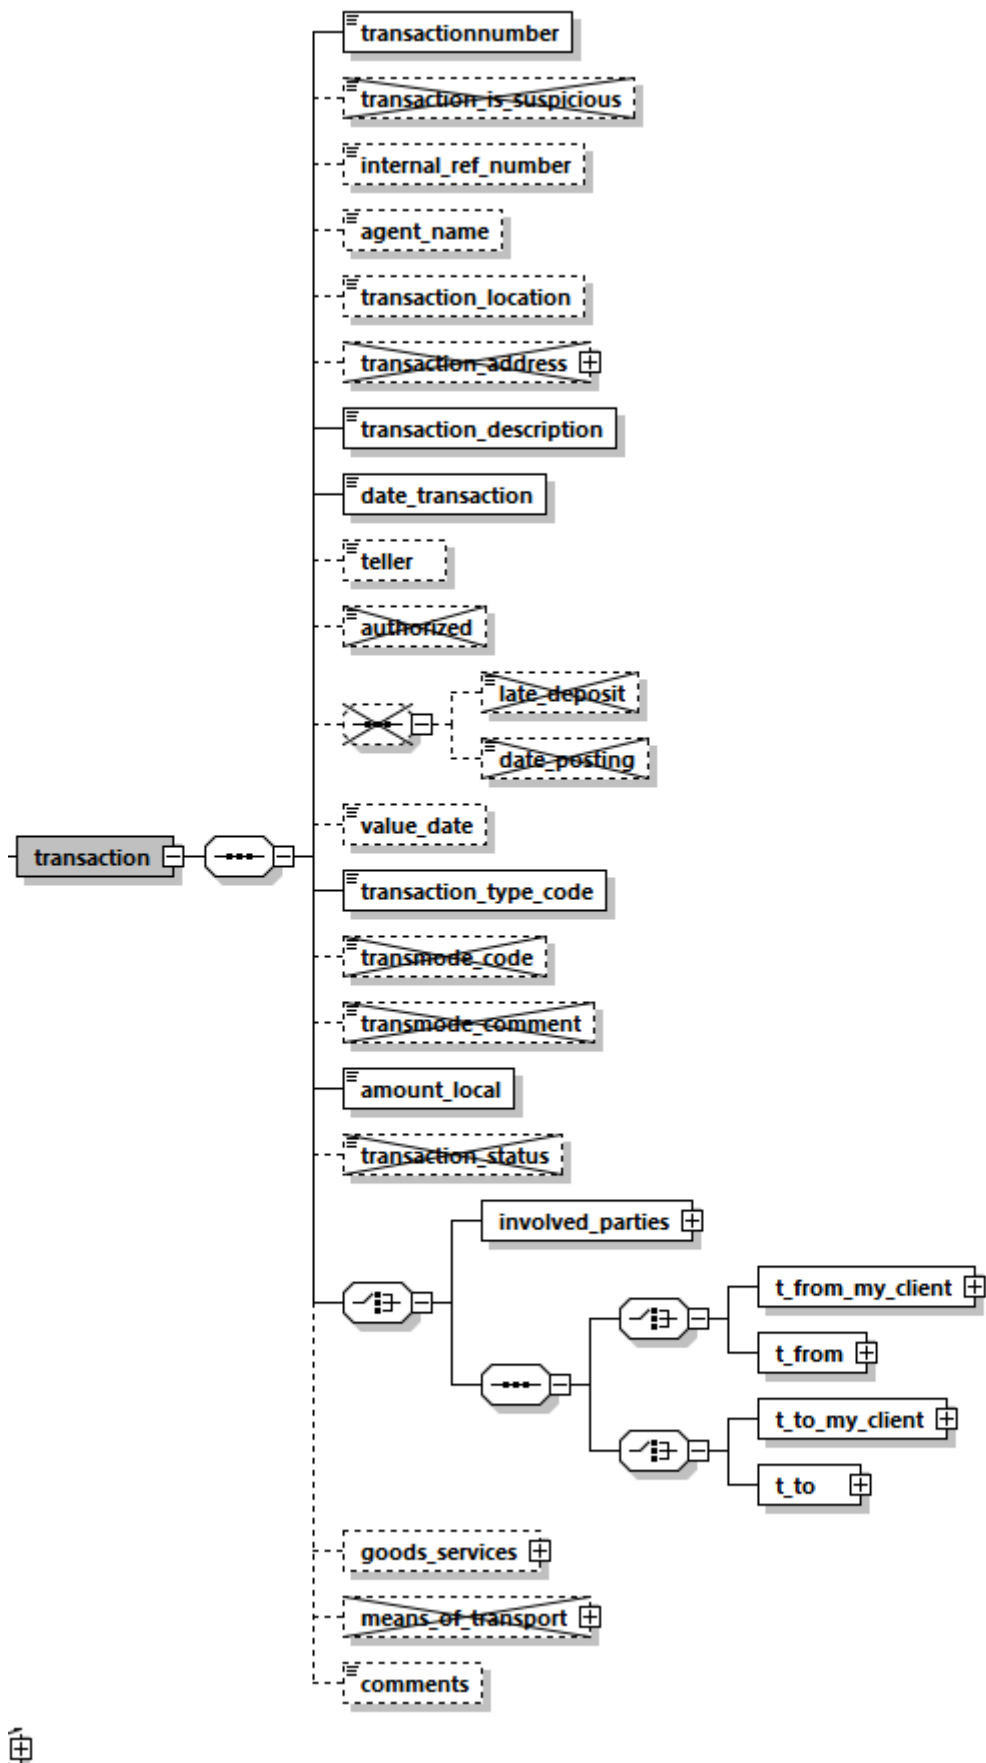 transactionnumber
transaction_is_suspicious
internal_ref_number
agent_name
transaction_location
transaction_address
transaction_description
date_transaction
teller
authorized
late_deposit
date_posting
value_date
transaction
transaction_type_code
transmode_code
transmode_comment
amount_local
transaction_status
involved_parties
t_from_my_client
t_from
t_to_my_client
t_to
goods_services
means_of_transport
comments